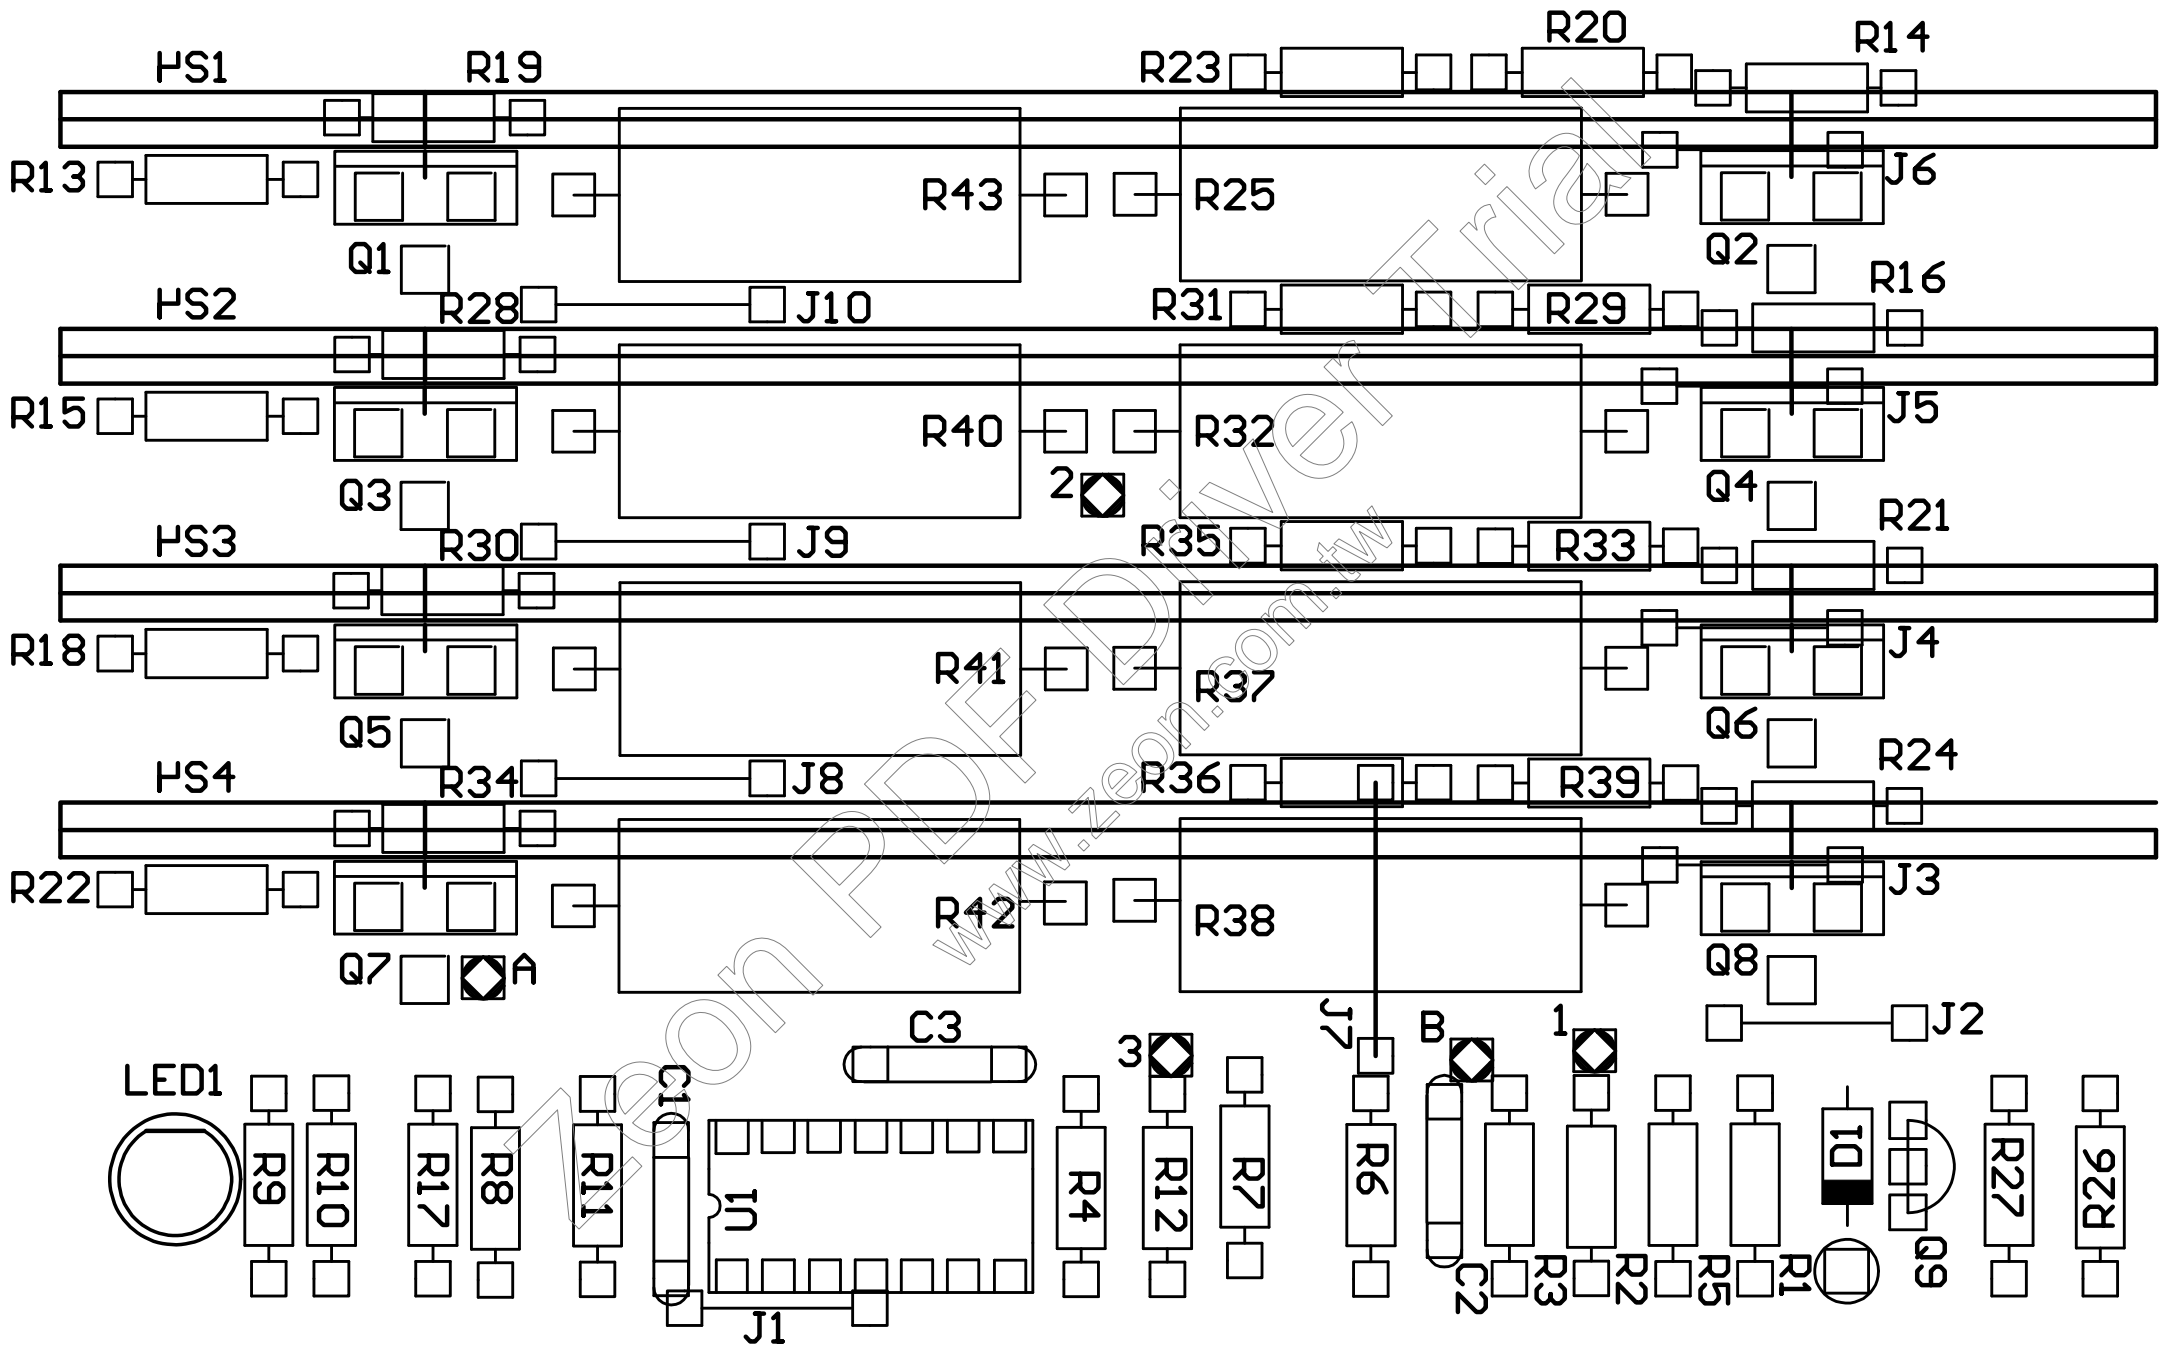 HS1 R19 R23 R20 R14
R13 R43 R25 J6
Q1 Q2
HS2 R28 J10 R31 R29 R16
R15 R40 R32 J5
Q3 2 Q4
HS3 R30 J9 R35 R33 R21
R18 R41 R37 J4
Q5 Q6
HS4 R34 J8 R36 R39 R24
R22 R42 R38 J3
Q7 A Q8
C3 3 J7 B 1 J2
LED1 C1
R9 R10 R17 R8 R11 U1 R4 R12 R7 R6 D1 R27 R26
C2 R3 R2 R5 R1 Q9
J1
Zeon PDF Driver Trial
www.zeon.com.tw